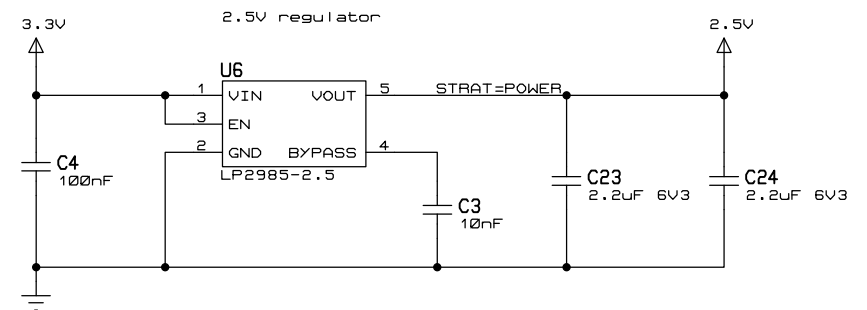 3.3V
2.5V regulator
2.5V
U6
1 VIN VOUT 5 STRAT=POWER
3 EN
2 GND BYPASS 4
LP2985-2.5
C4
100nF
C3
10nF
C23
2.2uF 6V3
C24
2.2uF 6V3